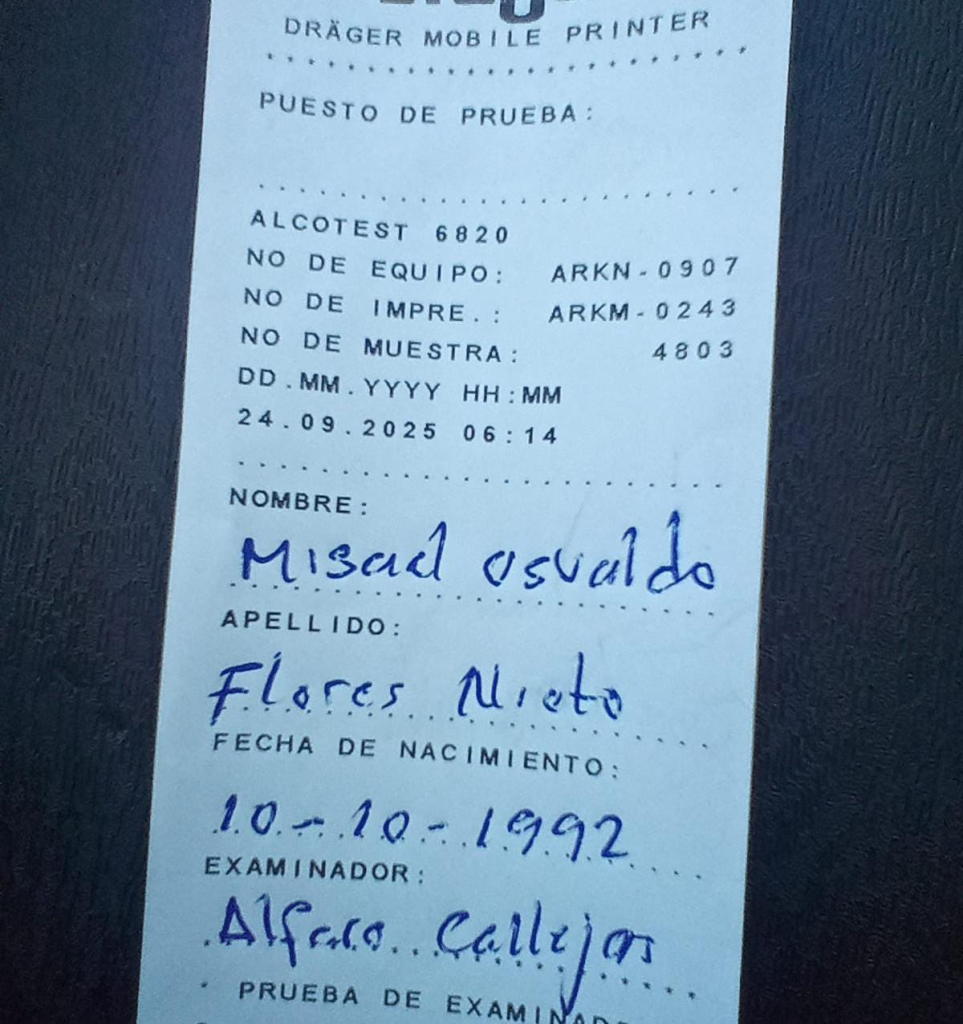 DRÄGER MOBILE PRINTER
PUESTO DE PRUEBA:
ALCOTEST 6820
NO DE EQUIPO: ARKN-0907
NO DE IMPRE.: ARKM-0243
NO DE MUESTRA: 4803
DD.MM.YYYY HH:MM
24.09.2025 06:14
NOMBRE:
Misael Osvaldo
APELLIDO:
Flores Nieto
FECHA DE NACIMIENTO:
10-10-1992
EXAMINADOR:
Alfaro Callejas
PRUEBA DE